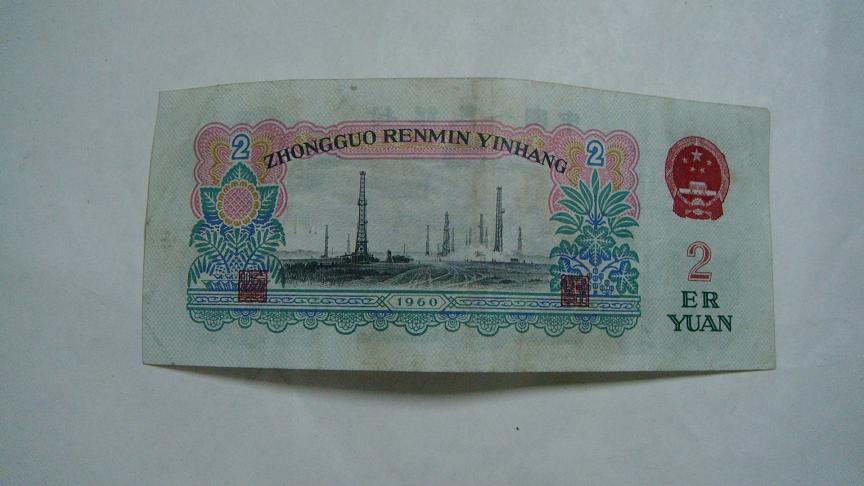 2
ZHONGGUO RENMIN YINHANG
2
1960
2
ER
YUAN